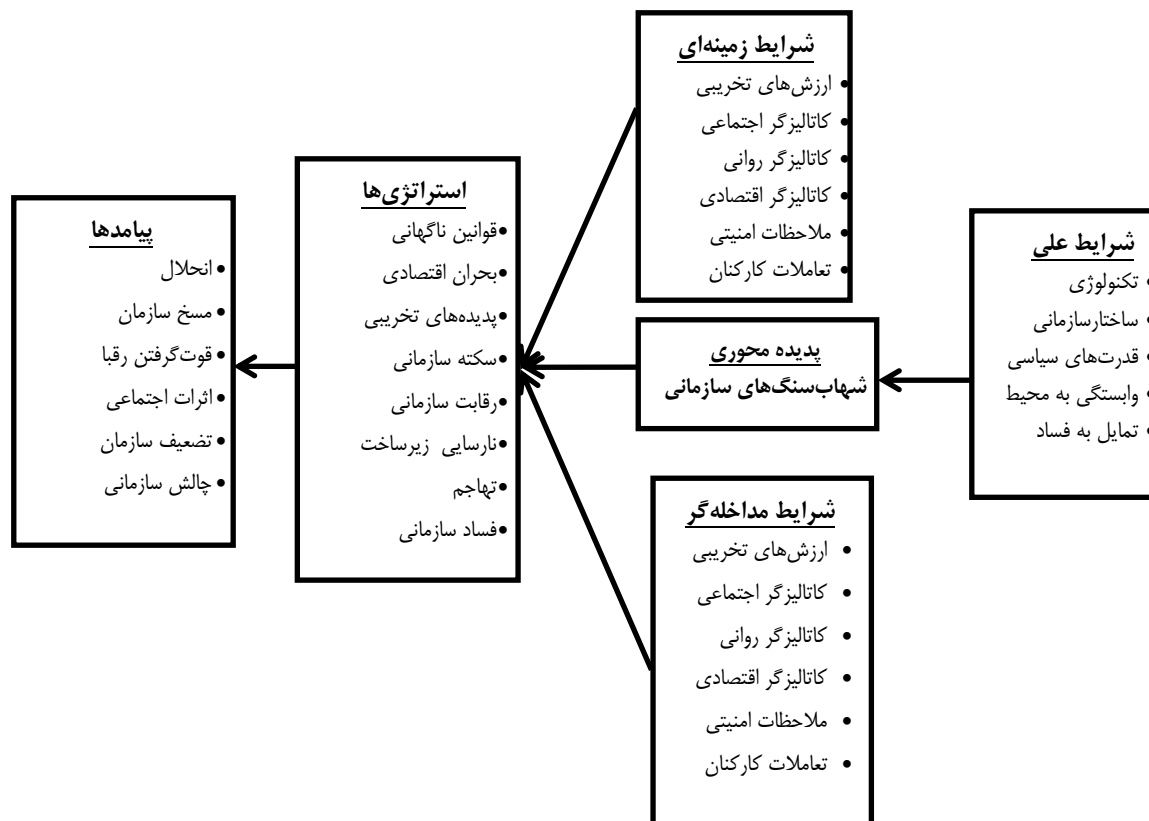 شرایط علی
• تکنولوژی
• ساختارسازمانی
• قدرت‌های سیاسی
• وابستگی به محیط
• تمایل به فساد
شرایط زمینه‌ای
• ارزش‌های تخریبی
• کاتالیزگر اجتماعی
• کاتالیزگر روانی
• کاتالیزگر اقتصادی
• ملاحظات امنیتی
• تعاملات کارکنان
پدیده محوری
شهاب‌سنگ‌های سازمانی
شرایط مداخله‌گر
• ارزش‌های تخریبی
• کاتالیزگر اجتماعی
• کاتالیزگر روانی
• کاتالیزگر اقتصادی
• ملاحظات امنیتی
• تعاملات کارکنان
استراتژی‌ها
•قوانین ناگهانی
•بحران اقتصادی
•پدیده‌های تخریبی
•سکته سازمانی
•رقابت سازمانی
•نارسایی زیرساخت
•تهاجم
•فساد سازمانی
پیامدها
• انحلال
• مسخ سازمان
• قوت‌گرفتن رقبا
• اثرات اجتماعی
• تضعیف سازمان
• چالش سازمانی